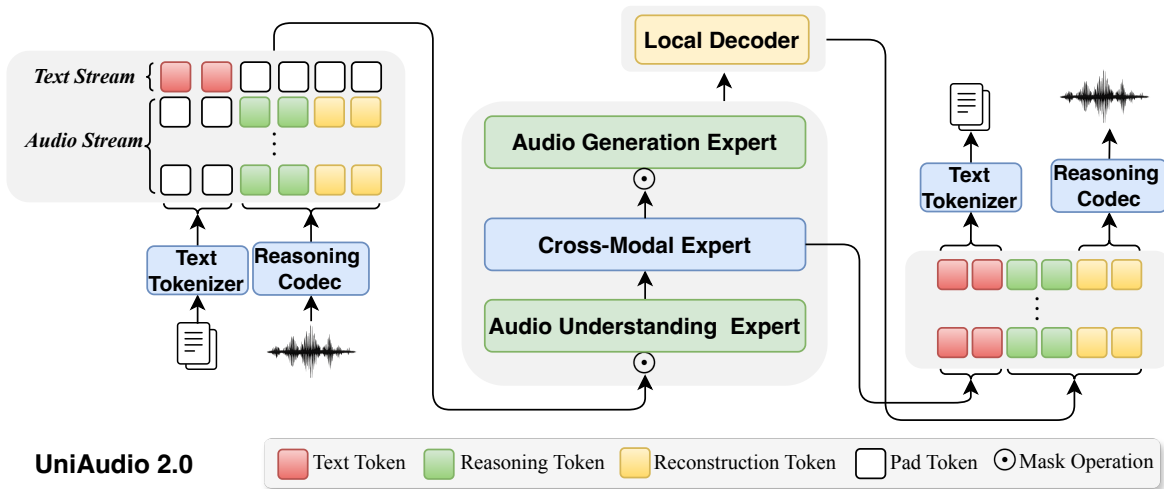 Text Stream
Audio Stream
Text
Tokenizer
Reasoning
Codec
Local Decoder
Audio Generation Expert
Cross-Modal Expert
Audio Understanding Expert
Text
Tokenizer
Reasoning
Codec
UniAudio 2.0
Text Token
Reasoning Token
Reconstruction Token
Pad Token
Mask Operation